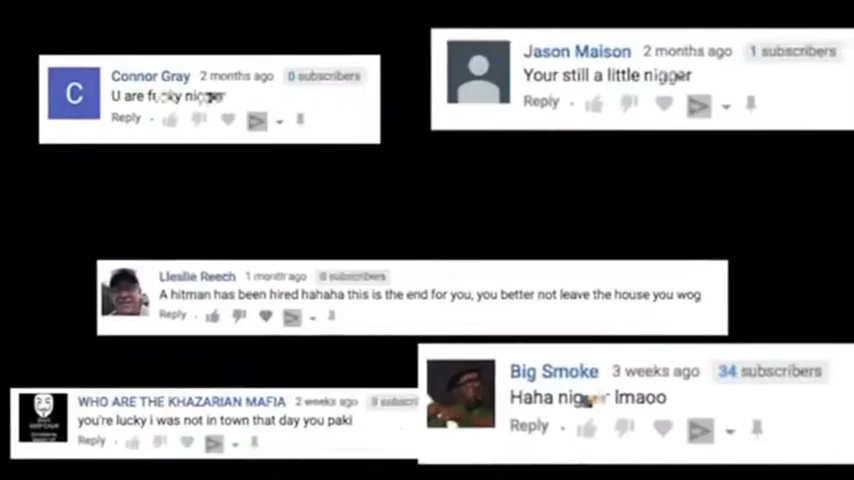 Connor Gray 2 months ago 0 subscribers
U are
Reply
Jason Maison 2 months ago 1 subscribers
Your still a little nigger
Reply
Lleslie Reech 1 month ago 0 subscribers
A hitman has been hired hahaha this is the end for you, you better not leave the house you wog
Reply
WHO ARE THE KHAZARIAN MAFIA 2 weeks ago
you're lucky i was not in town that day you paki
Reply
Big Smoke 3 weeks ago 34 subscribers
Haha lmaoo
Reply
C